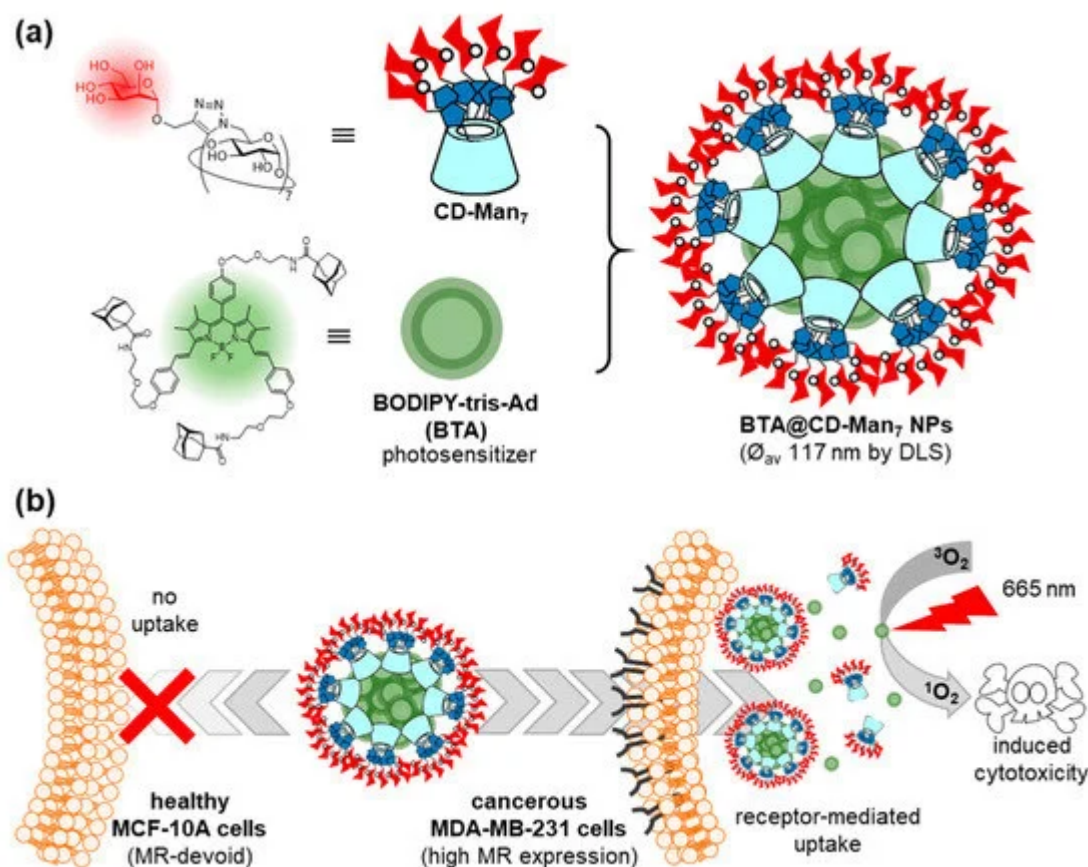 (a)
HO
OH
HO
HO
O
O
N=N
N
O
HO
HO
O
7
≡
CD-Man7
O
O
N
H
O
O
HN
O
O
N
B
N
F
F
O
O
O
NH
O
≡
BODIPY-tris-Ad
(BTA)
photosensitizer
BTA@CD-Man7 NPs
(Øav 117 nm by DLS)
(b)
no
uptake
healthy
MCF-10A cells
(MR-devoid)
cancerous
MDA-MB-231 cells
(high MR expression)
receptor-mediated
uptake
³O₂
665 nm
¹O₂
induced
cytotoxicity